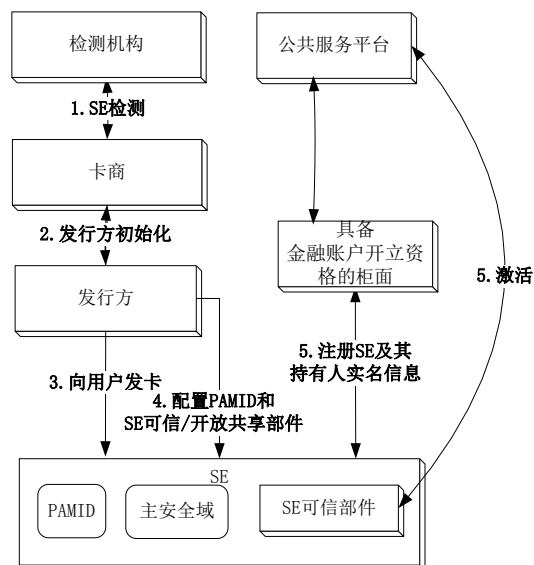 检测机构
公共服务平台
1.SE检测
卡商
2.发行方初始化
具备
金融账户开立资
格的柜面
5.激活
发行方
5.注册SE及其
持有人实名信息
3.向用户发卡
4.配置PAMID和
SE可信/开放共享部件
SE
PAMID
主安全域
SE可信部件